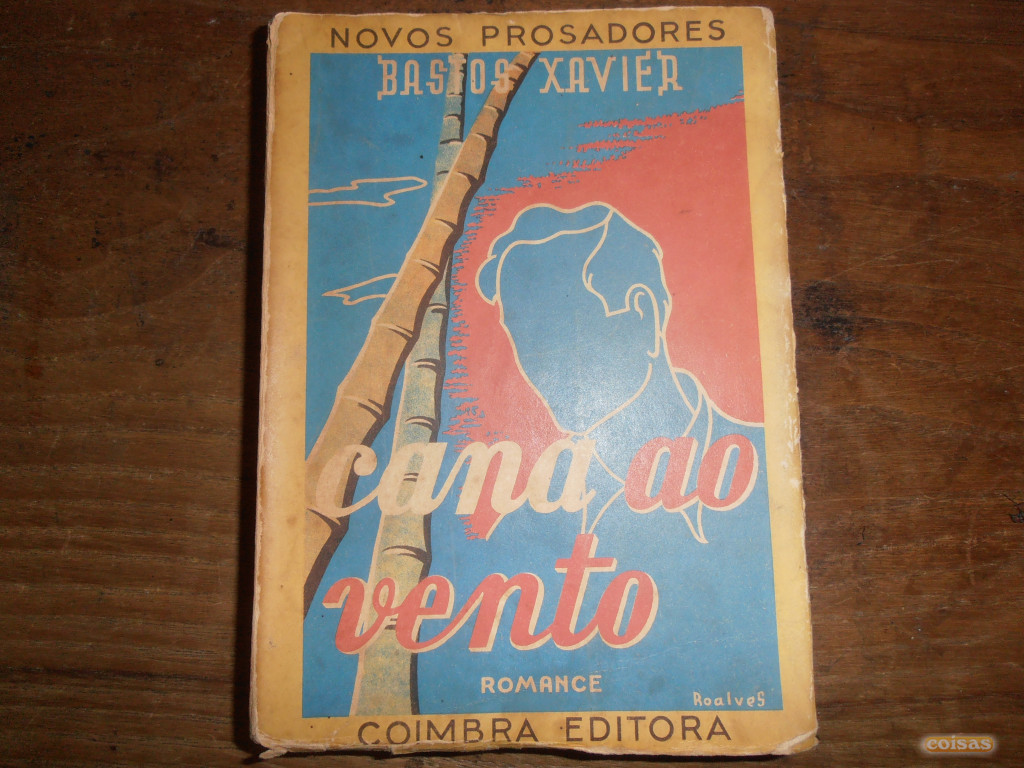 NOVOS PROSADORES
BASTOS XAVIER
cana ao
vento
ROMANCE
Roalves
COIMBRA EDITORA
coisas